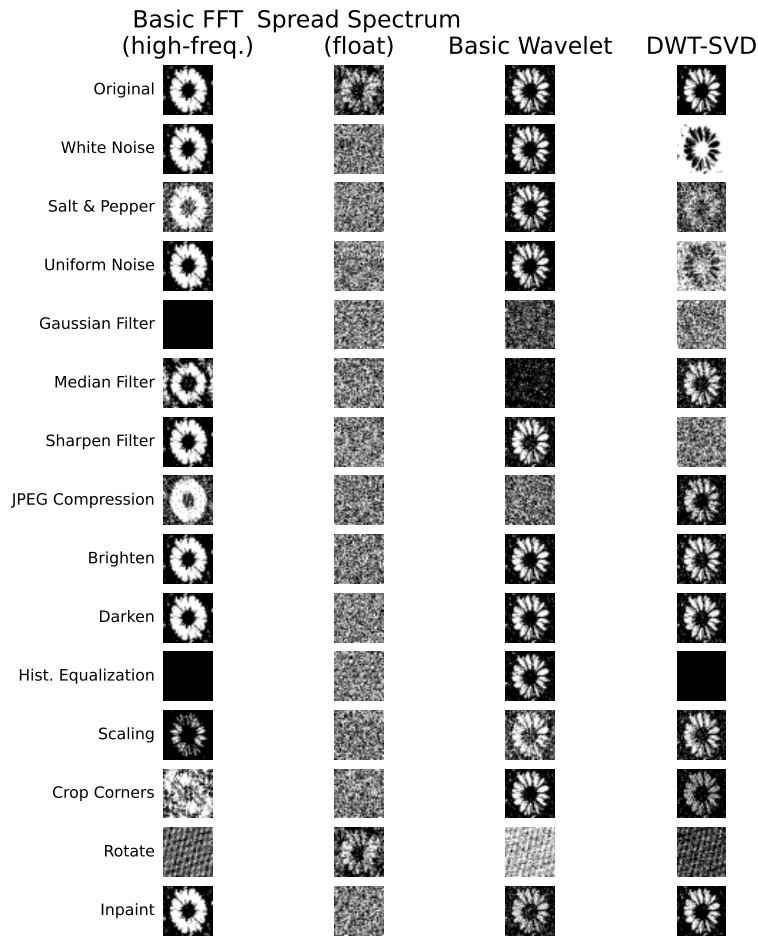 Basic FFT Spread Spectrum
(high-freq.) (float) Basic Wavelet DWT-SVD
Original
White Noise
Salt & Pepper
Uniform Noise
Gaussian Filter
Median Filter
Sharpen Filter
JPEG Compression
Brighten
Darken
Hist. Equalization
Scaling
Crop Corners
Rotate
Inpaint